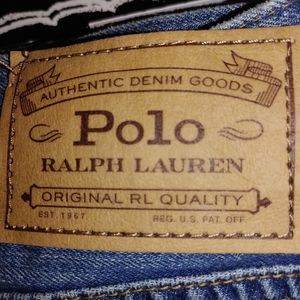 AUTHENTIC DENIM GOODS
Polo
RALPH LAUREN
ORIGINAL RL QUALITY
EST. 1967 REG. U.S. PAT. OFF.